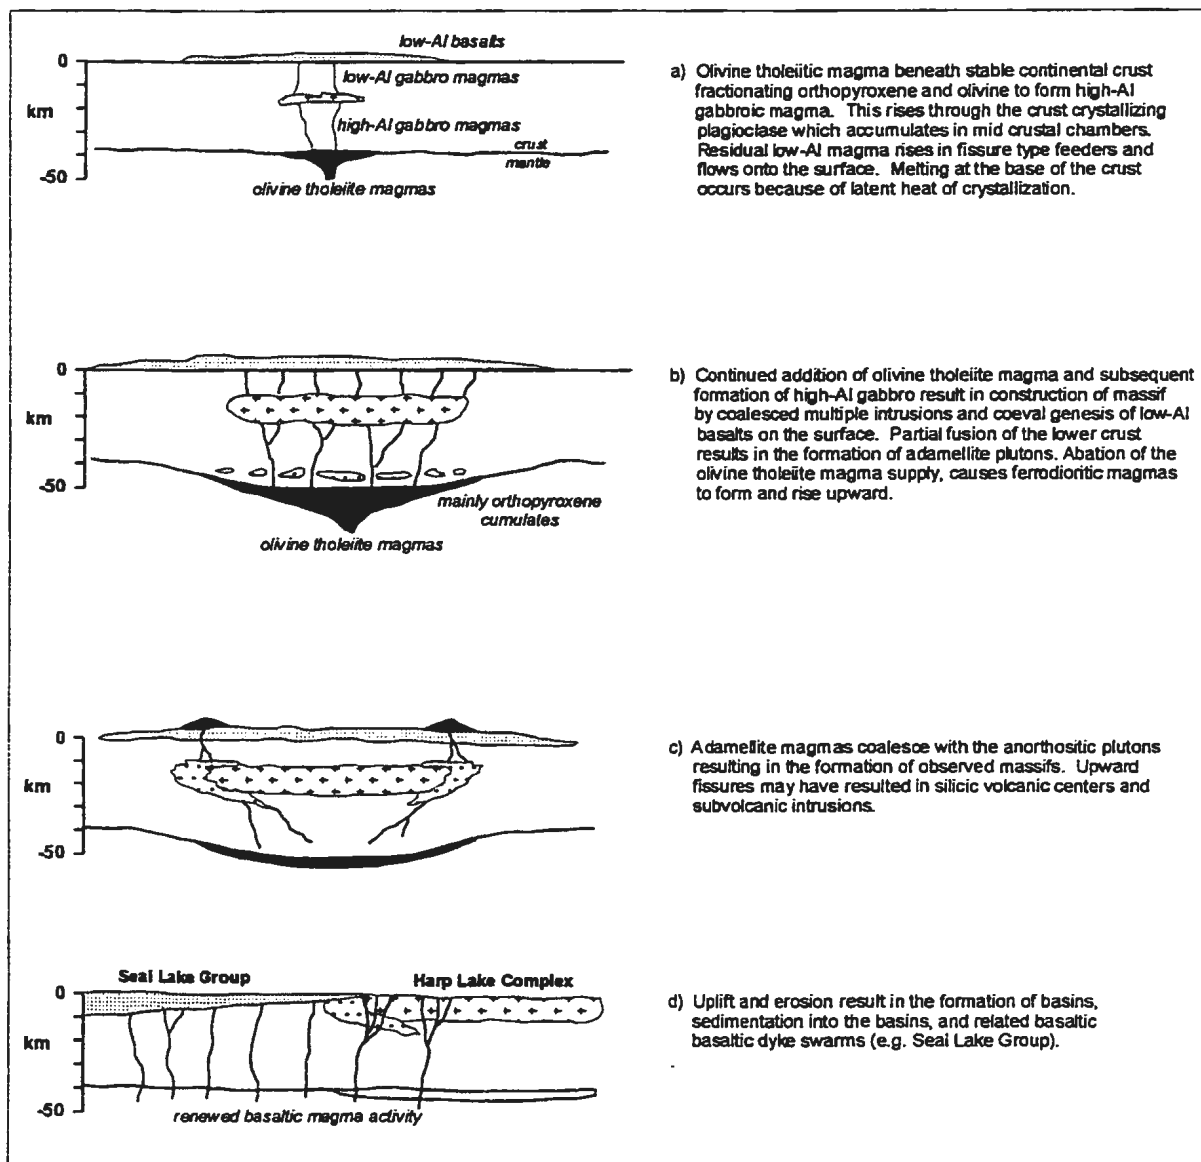 low-Al basalts
0
low-Al gabbro magmas
km
high-Al gabbro magmas
crust
mantle
-50
olivine tholeiite magmas
a) Olivine tholeiitic magma beneath stable continental crust
fractionating orthopyroxene and olivine to form high-Al
gabbroic magma. This rises through the crust crystallizing
plagioclase which accumulates in mid crustal chambers.
Residual low-Al magma rises in fissure type feeders and
flows onto the surface. Melting at the base of the crust
occurs because of latent heat of crystallization.
0
km
-50
mainly orthopyroxene
cumulates
olivine tholeiite magmas
b) Continued addition of olivine tholeiite magma and subsequent
formation of high-Al gabbro result in construction of massif
by coalesced multiple intrusions and coeval genesis of low-Al
basalts on the surface. Partial fusion of the lower crust
results in the formation of adamellite plutons. Abation of the
olivine tholeiite magma supply, causes ferrodioritic magmas
to form and rise upward.
0
km
-50
c) Adamellite magmas coalesce with the anorthositic plutons
resulting in the formation of observed massifs. Upward
fissures may have resulted in silicic volcanic centers and
subvolcanic intrusions.
Seal Lake Group
Harp Lake Complex
0
km
-50
renewed basaltic magma activity
d) Uplift and erosion result in the formation of basins,
sedimentation into the basins, and related basaltic
basaltic dyke swarms (e.g. Seal Lake Group).